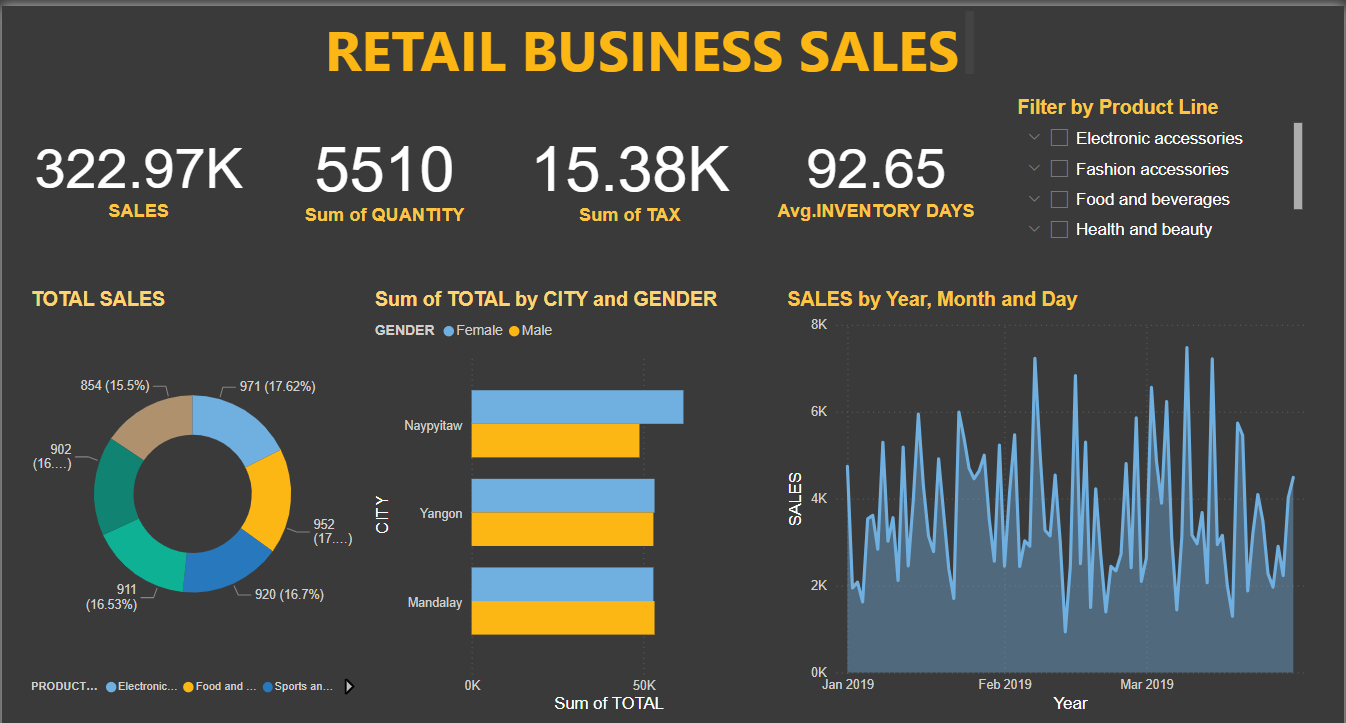 RETAIL BUSINESS SALES
322.97K
SALES
5510
Sum of QUANTITY
15.38K
Sum of TAX
92.65
Avg.INVENTORY DAYS
Filter by Product Line
Electronic accessories
Fashion accessories
Food and beverages
Health and beauty
TOTAL SALES
854 (15.5%)
971 (17.62%)
902
(16....)
952
(17....)
911
(16.53%)
920 (16.7%)
PRODUCT... Electronic... Food and ... Sports an...
Sum of TOTAL by CITY and GENDER
GENDER Female Male
CITY
Naypyitaw
Yangon
Mandalay
0K 50K
Sum of TOTAL
SALES by Year, Month and Day
SALES
8K
6K
4K
2K
0K
Jan 2019 Feb 2019 Mar 2019
Year